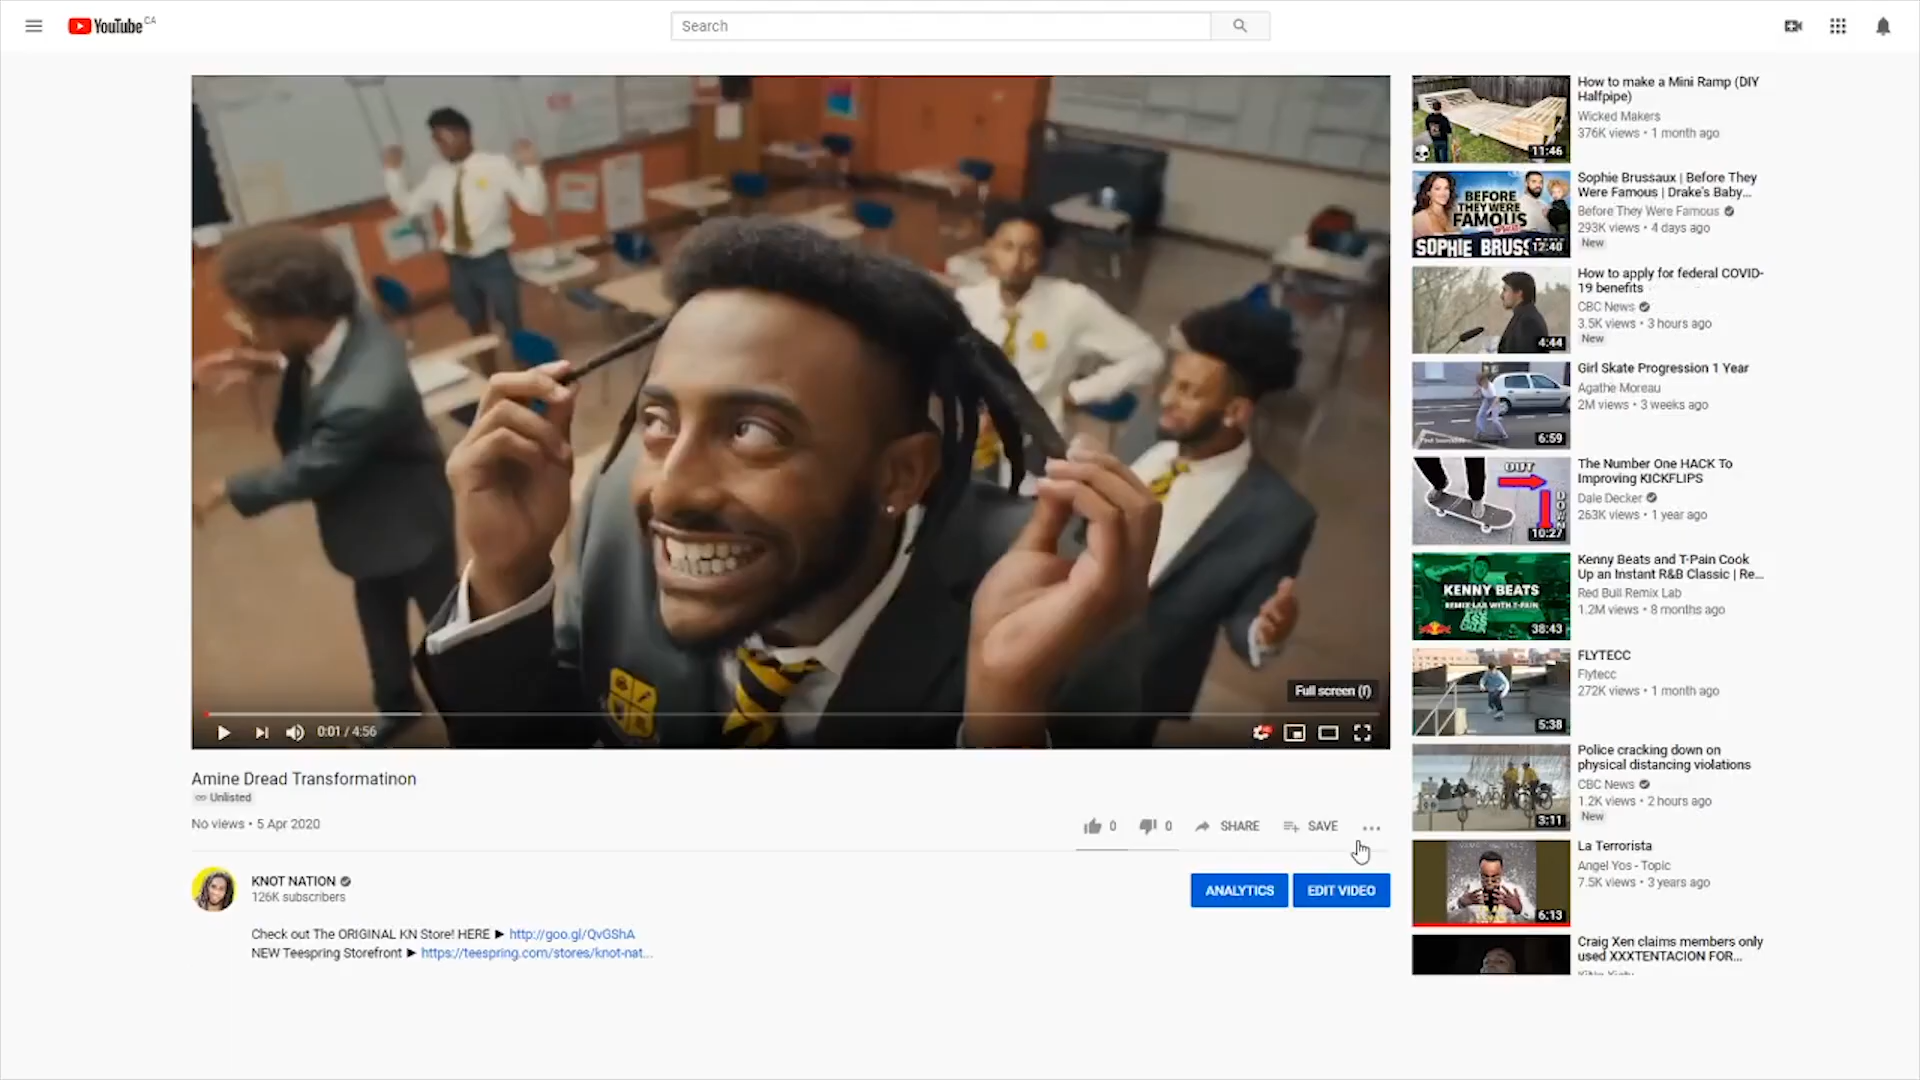 YouTube CA
Search
Full screen (f)
0:01 / 4:56
Amine Dread Transformatinon
Unlisted
No views • 5 Apr 2020
0
0
SHARE
SAVE
KNOT NATION
126K subscribers
ANALYTICS
EDIT VIDEO
Check out The ORIGINAL KN Store! HERE ► http://goo.gl/QvGShA
NEW Teespring Storefront ► https://teespring.com/stores/knot-nat...
11:46
How to make a Mini Ramp (DIY
Halfpipe)
Wicked Makers
376K views • 1 month ago
BEFORE
THEY WERE
FAMOUS
SOPHIE BRUSS
12:40
Sophie Brussaux | Before They
Were Famous | Drake's Baby...
Before They Were Famous
293K views • 4 days ago
New
4:44
How to apply for federal COVID-
19 benefits
CBC News
3.5K views • 3 hours ago
New
6:59
Girl Skate Progression 1 Year
Agathe Moreau
2M views • 3 weeks ago
OUT
DOWN
10:27
The Number One HACK To
Improving KICKFLIPS
Dale Decker
263K views • 1 year ago
KENNY BEATS
REMIX LAB WITH T-PAIN
38:43
Kenny Beats and T-Pain Cook
Up an Instant R&B Classic | Re...
Red Bull Remix Lab
1.2M views • 8 months ago
5:38
FLYTECC
Flytecc
272K views • 1 month ago
3:11
Police cracking down on
physical distancing violations
CBC News
1.2K views • 2 hours ago
New
6:13
La Terrorista
Angel Yos - Topic
7.5K views • 3 years ago
Craig Xen claims members only
used XXXTENTACION FOR...